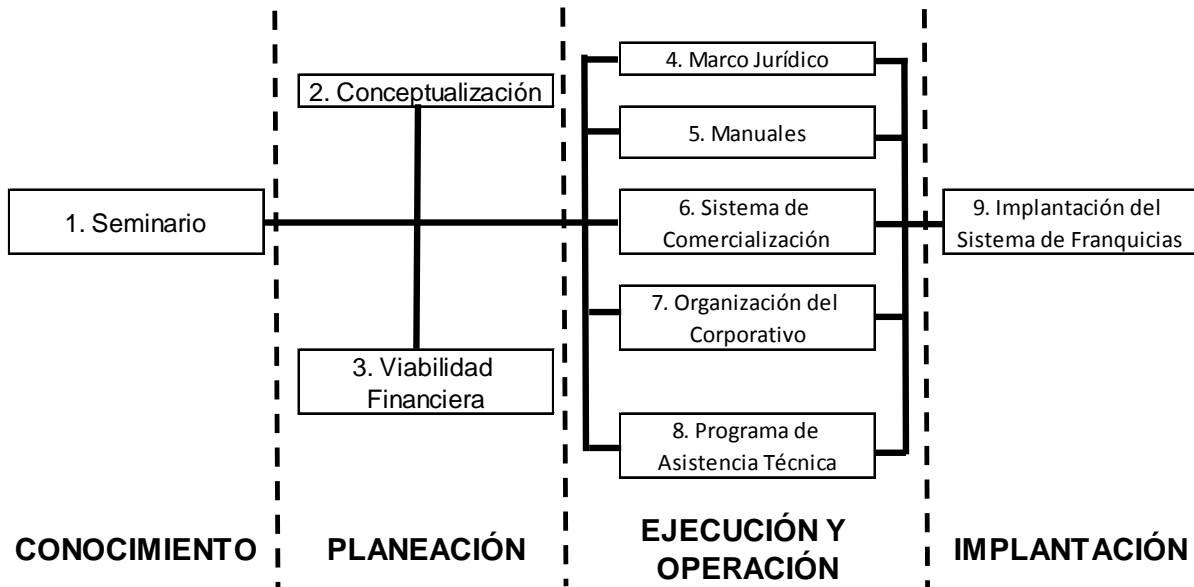 1. Seminario
2. Conceptualización
3. Viabilidad
Financiera
4. Marco Jurídico
5. Manuales
6. Sistema de
Comercialización
7. Organización del
Corporativo
8. Programa de
Asistencia Técnica
9. Implantación del
Sistema de Franquicias
CONOCIMIENTO
PLANEACIÓN
EJECUCIÓN Y
OPERACIÓN
IMPLANTACIÓN